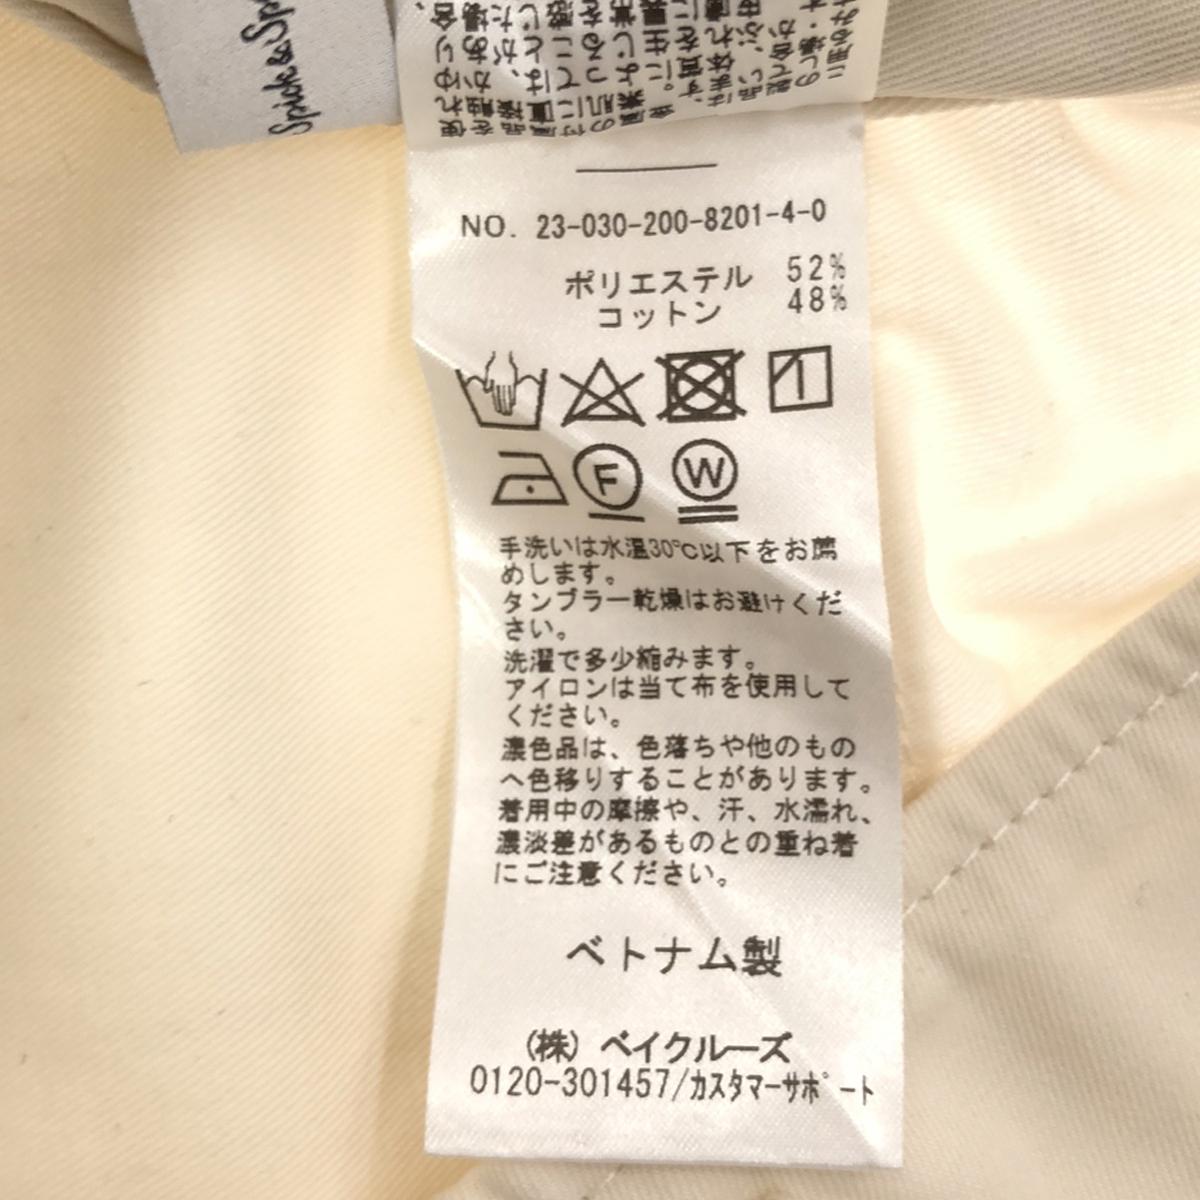 Spick&Sp
NO. 23-030-200-8201-4-0
ポリエステル 52%
コットン 48%
F W
手洗いは水温30℃以下をお薦
めします。
タンブラー乾燥はお避けくだ
さい。
洗濯で多少縮みます。
アイロンは当て布を使用して
ください。
濃色品は、色落ちや他のもの
へ色移りすることがあります。
着用中の摩擦や、汗、水濡れ、
濃淡差があるものとの重ね着
にご注意ください。
ベトナム製
(株) ベイクルーズ
0120-301457/カスタマーサポート